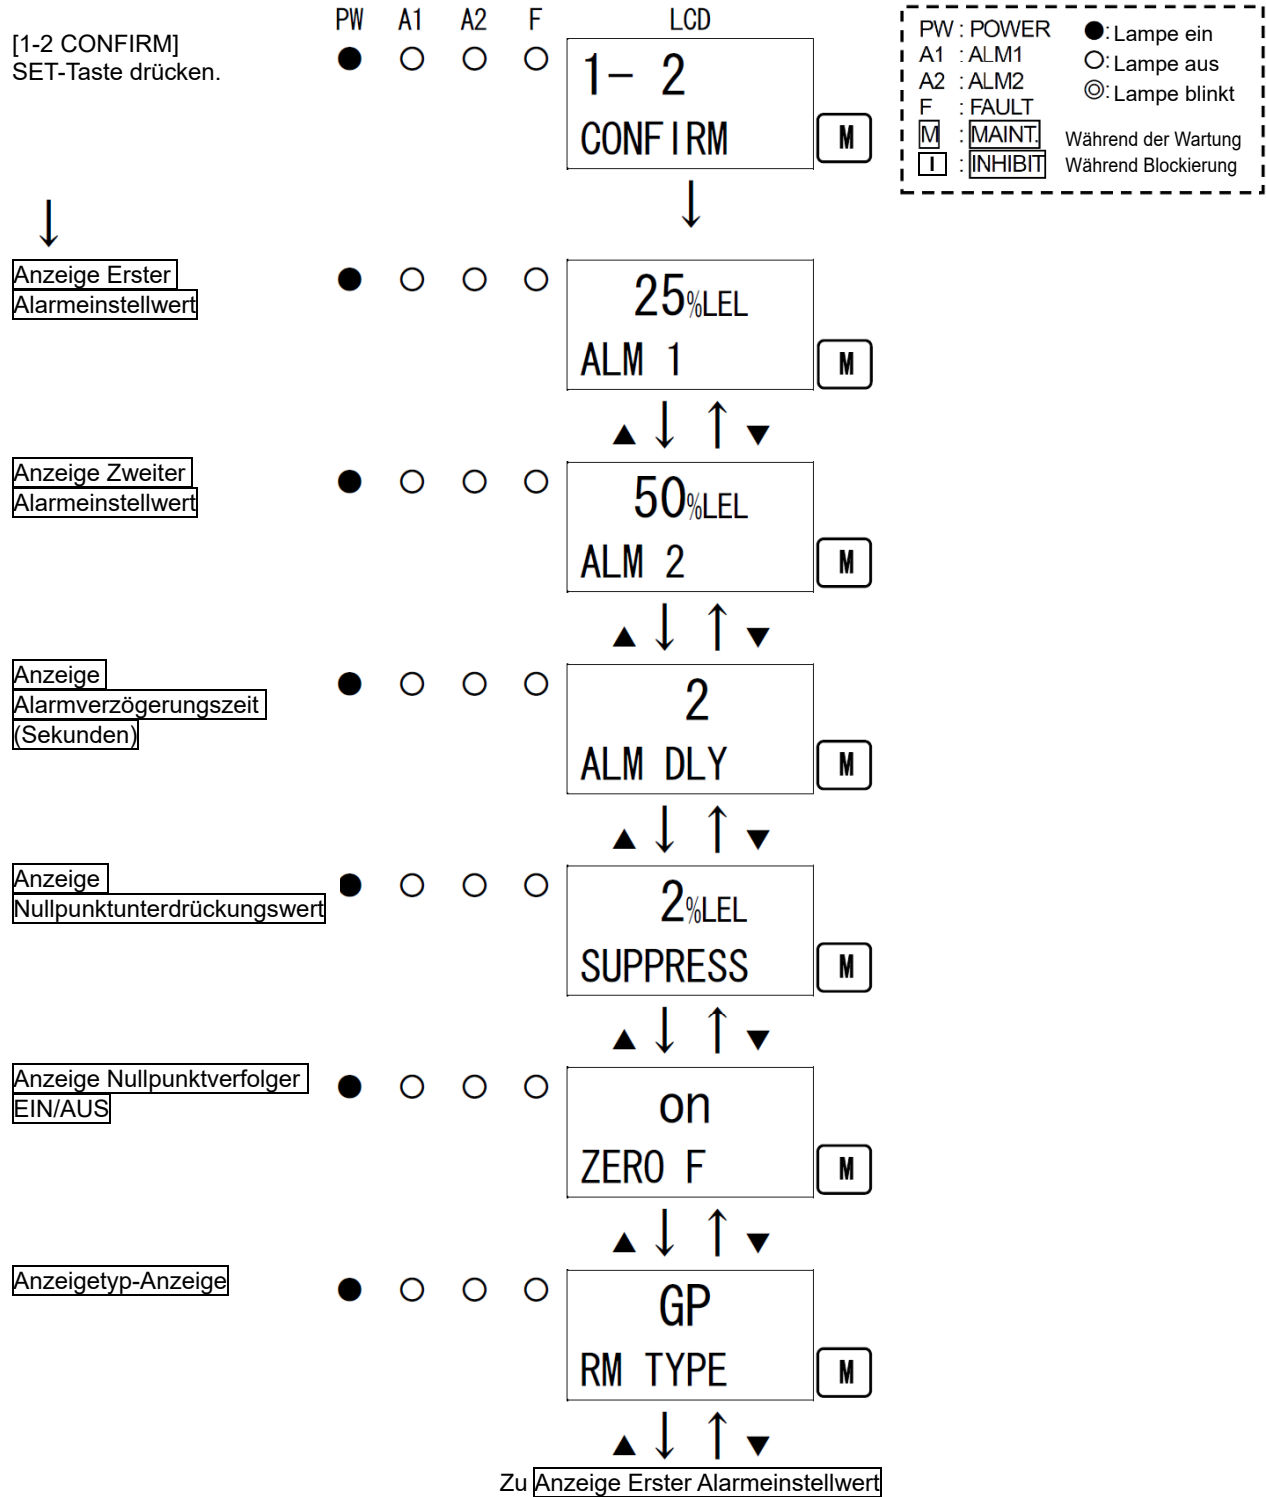 PW A1 A2 F LCD
[1-2 CONFIRM]
SET-Taste drücken.
1- 2
CONFIRM
M
PW : POWER
A1 : ALM1
A2 : ALM2
F : FAULT
M : MAINT. Während der Wartung
I : INHIBIT Während Blockierung
●: Lampe ein
○: Lampe aus
◎: Lampe blinkt
↓ ↓
Anzeige Erster
Alarmeinstellwert
25%LEL
ALM 1
M
▲ ↓ ↑ ▼
Anzeige Zweiter
Alarmeinstellwert
50%LEL
ALM 2
M
▲ ↓ ↑ ▼
Anzeige
Alarmverzögerungszeit
(Sekunden)
2
ALM DLY
M
▲ ↓ ↑ ▼
Anzeige
Nullpunktunterdrückungswert
2%LEL
SUPPRESS
M
▲ ↓ ↑ ▼
Anzeige Nullpunktverfolger
EIN/AUS
on
ZERO F
M
▲ ↓ ↑ ▼
Anzeigetyp-Anzeige
GP
RM TYPE
M
▲ ↓ ↑ ▼
Zu Anzeige Erster Alarmeinstellwert